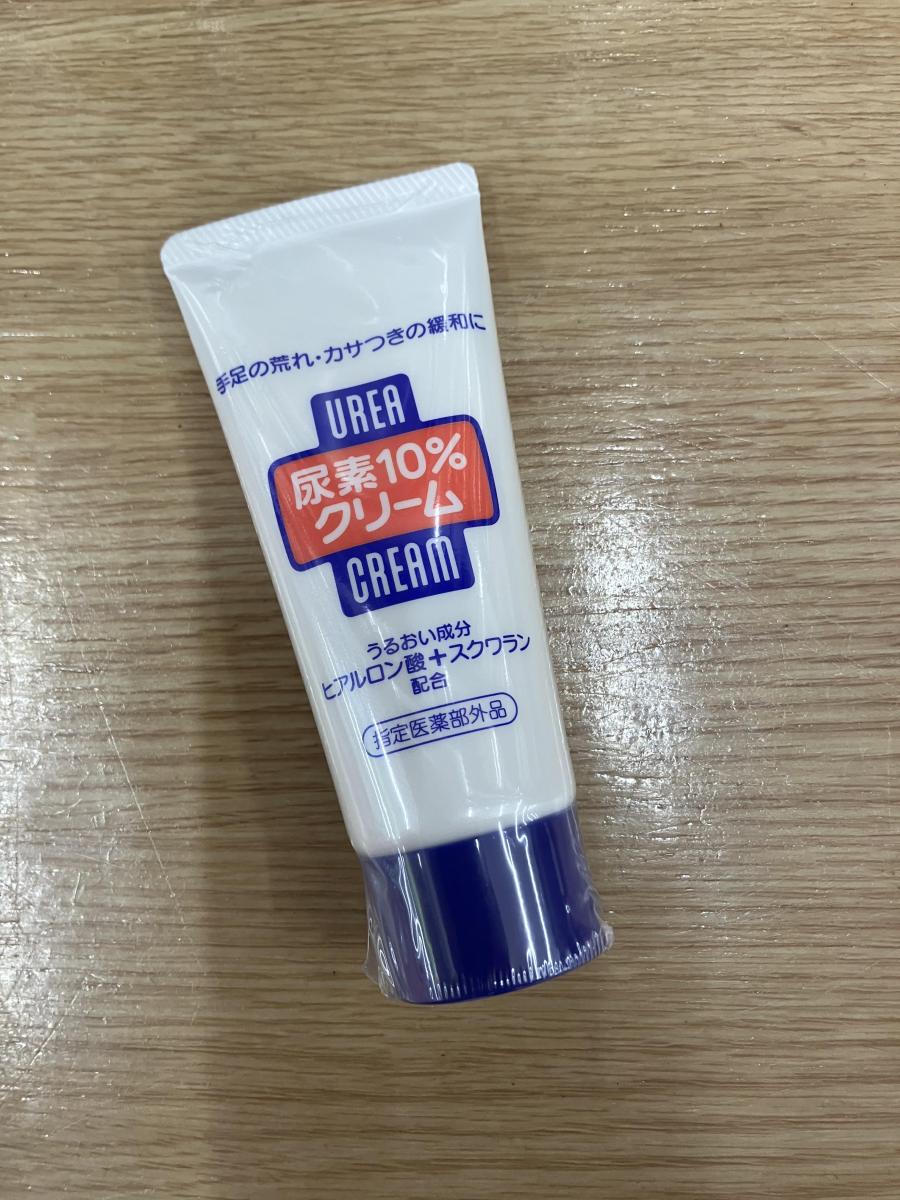 手足の荒れ・カサつきの緩和に
UREA
尿素10%
クリーム
CREAM
うるおい成分
ヒアルロン酸+スクワラン
配合
指定医薬部外品